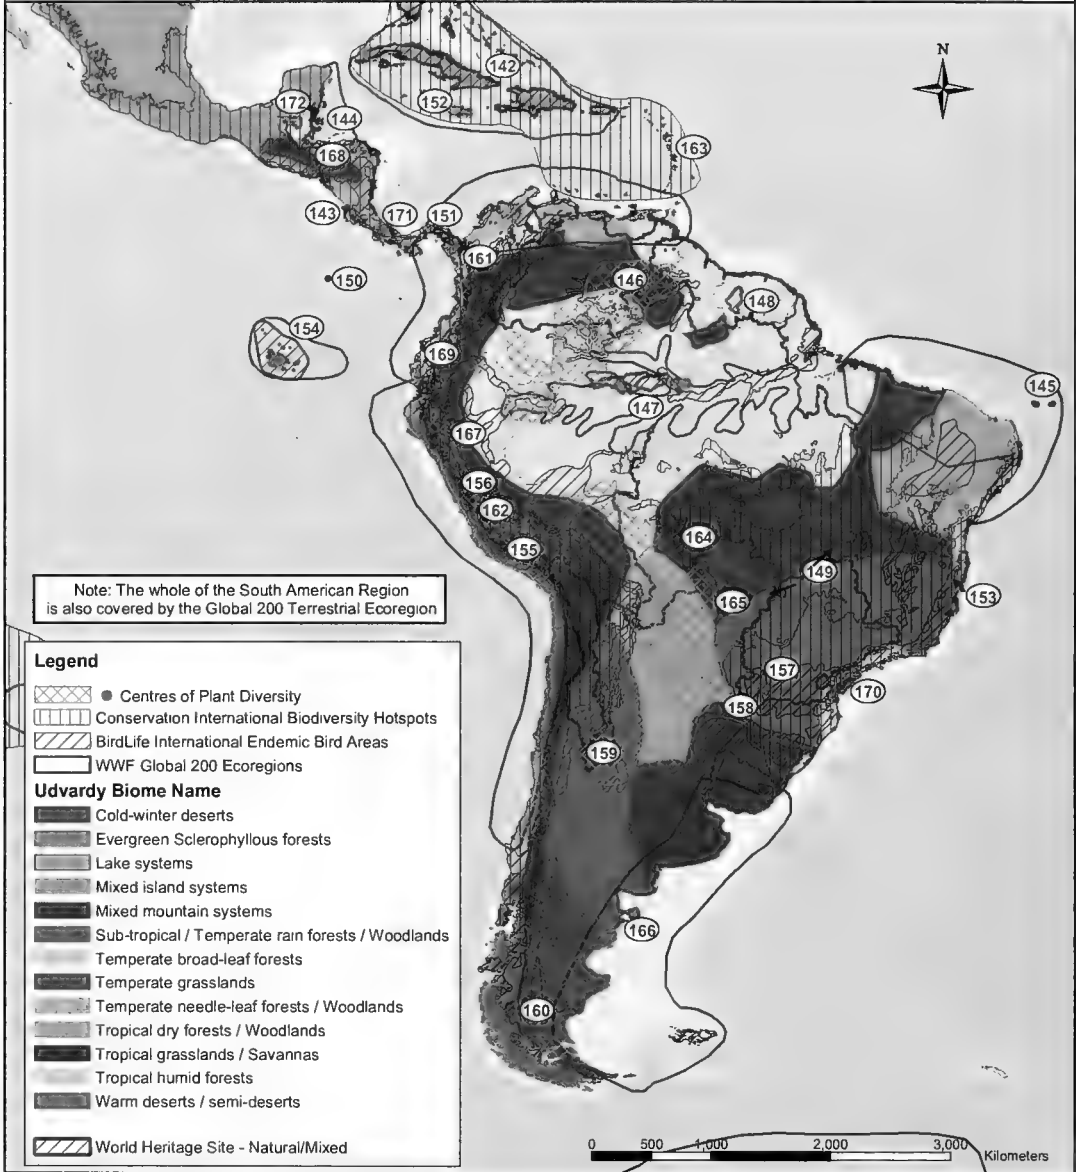 N
142
172
152
144
168
163
143
171
151
161
150
146
148
154
169
145
147
167
156
162
164
155
149
153
165
157
170
158
159
166
160
Note: The whole of the South American Region
is also covered by the Global 200 Terrestrial Ecoregion
Legend
Centres of Plant Diversity
Conservation International Biodiversity Hotspots
BirdLife International Endemic Bird Areas
WWF Global 200 Ecoregions
Udvardy Biome Name
Cold-winter deserts
Evergreen Sclerophyllous forests
Lake systems
Mixed island systems
Mixed mountain systems
Sub-tropical / Temperate rain forests / Woodlands
Temperate broad-leaf forests
Temperate grasslands
Temperate needle-leaf forests / Woodlands
Tropical dry forests / Woodlands
Tropical grasslands / Savannas
Tropical humid forests
Warm deserts / semi-deserts
World Heritage Site - Natural/Mixed
0 500 1,000 2,000 3,000
Kilometers